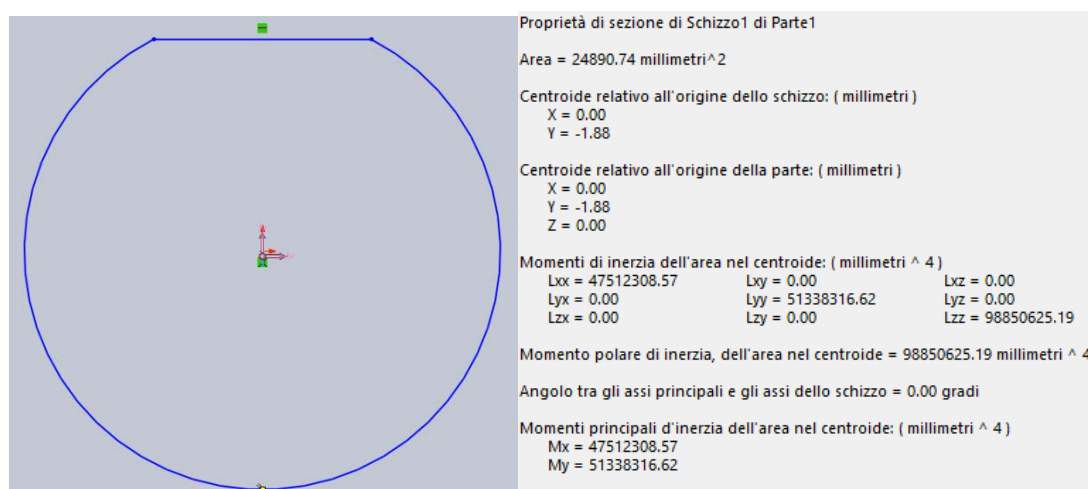 Proprietà di sezione di Schizzo1 di Parte1
Area = 24890.74 millimetri^2
Centroide relativo all'origine dello schizzo: ( millimetri )
X = 0.00
Y = -1.88
Centroide relativo all'origine della parte: ( millimetri )
X = 0.00
Y = -1.88
Z = 0.00
Momenti di inerzia dell'area nel centroide: ( millimetri ^ 4 )
Lxx = 47512308.57 Lxy = 0.00 Lxz = 0.00
Lyx = 0.00 Lyy = 51338316.62 Lyz = 0.00
Lzx = 0.00 Lzy = 0.00 Lzz = 98850625.19
Momento polare di inerzia, dell'area nel centroide = 98850625.19 millimetri ^ 4
Angolo tra gli assi principali e gli assi dello schizzo = 0.00 gradi
Momenti principali d'inerzia dell'area nel centroide: ( millimetri ^ 4 )
Mx = 47512308.57
My = 51338316.62